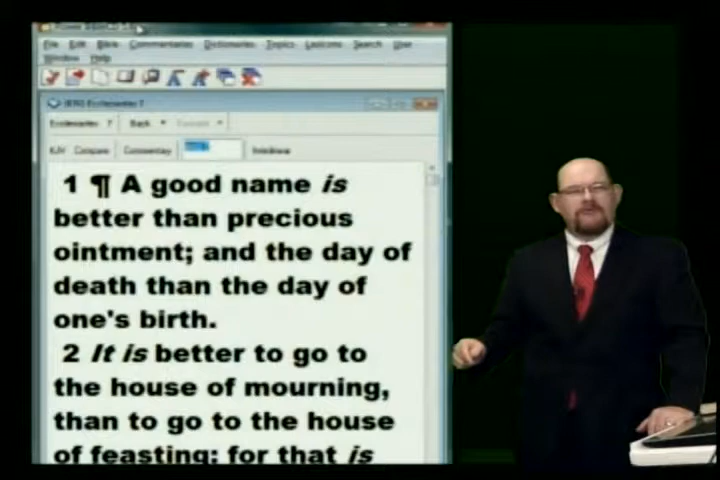 File Edit Bible Commentaries Dictionaries Topics Lexicons Search User
Window Help
Ecclesiastes 7
Ecclesiastes 7 Back
KJV Compare Commentary Interlinear
1 ¶ A good name is
better than precious
ointment; and the day of
death than the day of
one's birth.
2 It is better to go to
the house of mourning,
than to go to the house
of feasting: for that is